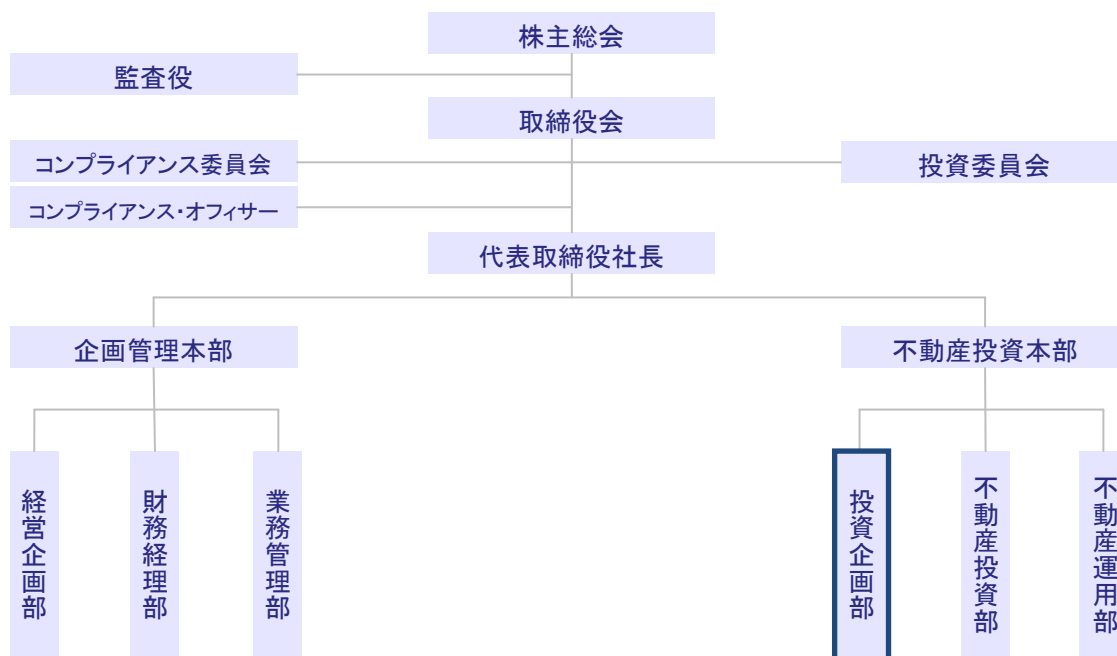 株主総会
監査役
取締役会
コンプライアンス委員会
投資委員会
コンプライアンス・オフィサー
代表取締役社長
企画管理本部
不動産投資本部
経営企画部
財務経理部
業務管理部
投資企画部
不動産投資部
不動産運用部